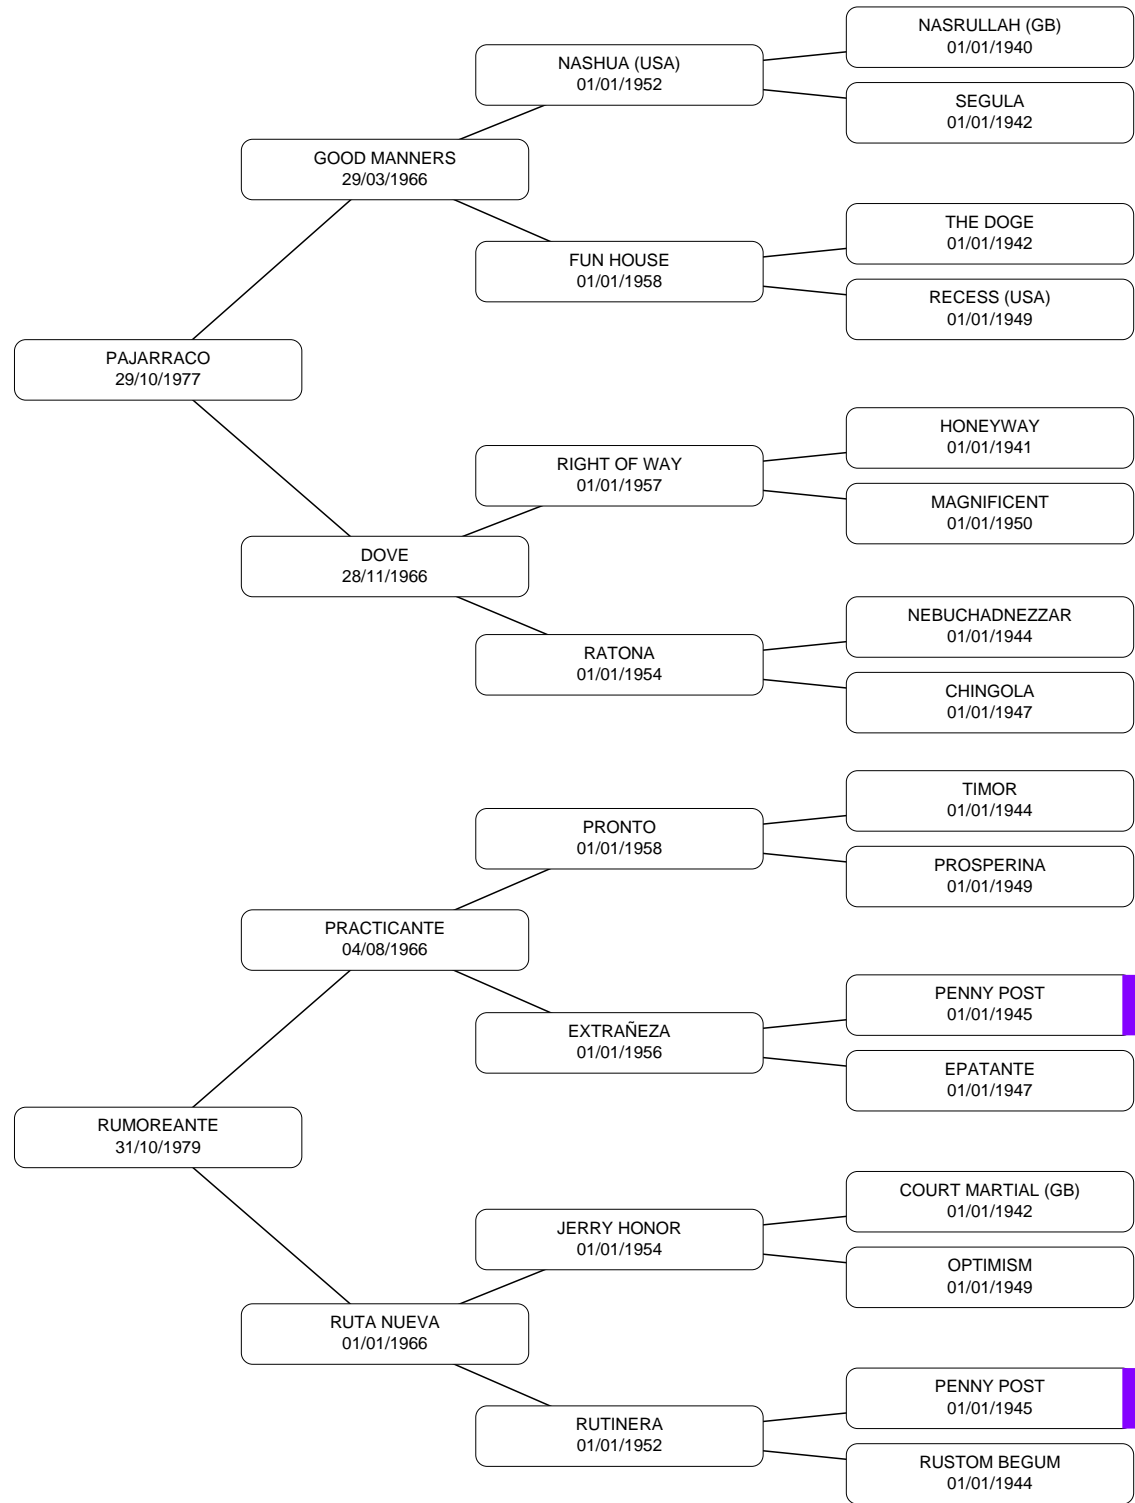 NASRULLAH (GB)
01/01/1940
NASHUA (USA)
01/01/1952
SEGULA
01/01/1942
GOOD MANNERS
29/03/1966
THE DOGE
01/01/1942
FUN HOUSE
01/01/1958
RECESS (USA)
01/01/1949
PAJARRACO
29/10/1977
HONEYWAY
01/01/1941
RIGHT OF WAY
01/01/1957
MAGNIFICENT
01/01/1950
DOVE
28/11/1966
NEBUCHADNEZZAR
01/01/1944
RATONA
01/01/1954
CHINGOLA
01/01/1947
TIMOR
01/01/1944
PRONTO
01/01/1958
PROSPERINA
01/01/1949
PRACTICANTE
04/08/1966
PENNY POST
01/01/1945
EXTRAÑEZA
01/01/1956
EPATANTE
01/01/1947
RUMOREANTE
31/10/1979
COURT MARTIAL (GB)
01/01/1942
JERRY HONOR
01/01/1954
OPTIMISM
01/01/1949
RUTA NUEVA
01/01/1966
PENNY POST
01/01/1945
RUTINERA
01/01/1952
RUSTOM BEGUM
01/01/1944